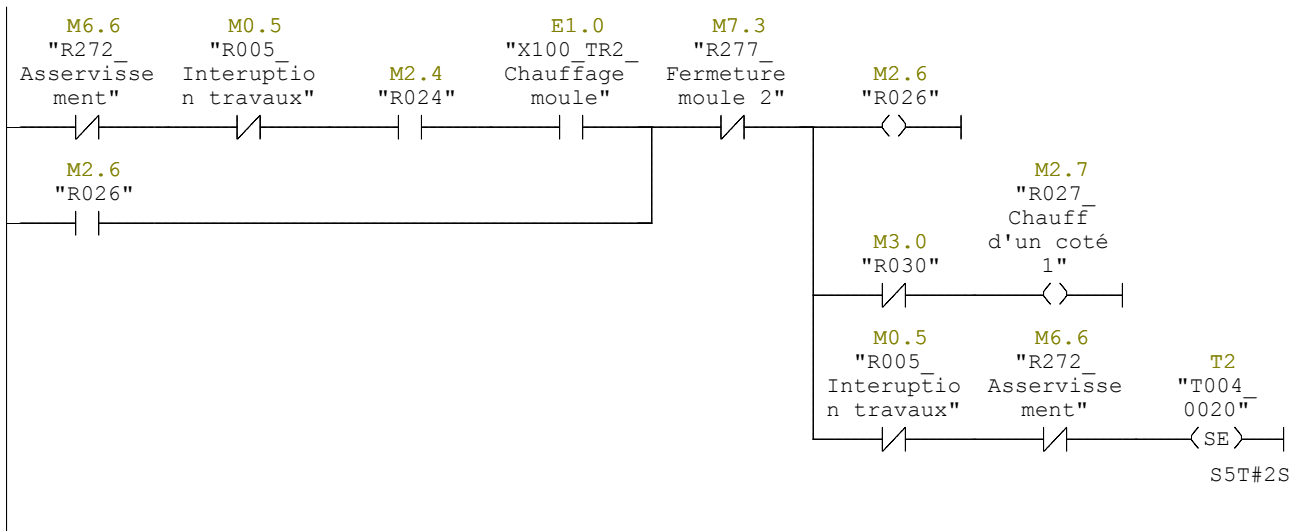 M6.6 M0.5 E1.0 M7.3
"R272_ "R005_ "X100_TR2_ "R277_
Asservisse Interuptio M2.4 Chauffage Fermeture M2.6
ment" n travaux" "R024" moule" moule 2" "R026"
M2.6 M2.7
"R026" "R027_
Chauff
M3.0 d'un coté
"R030" 1"
M0.5 M6.6 T2
"R005_ "R272_ "T004_
Interuptio Asservisse 0020"
n travaux" ment"
SE
S5T#2S